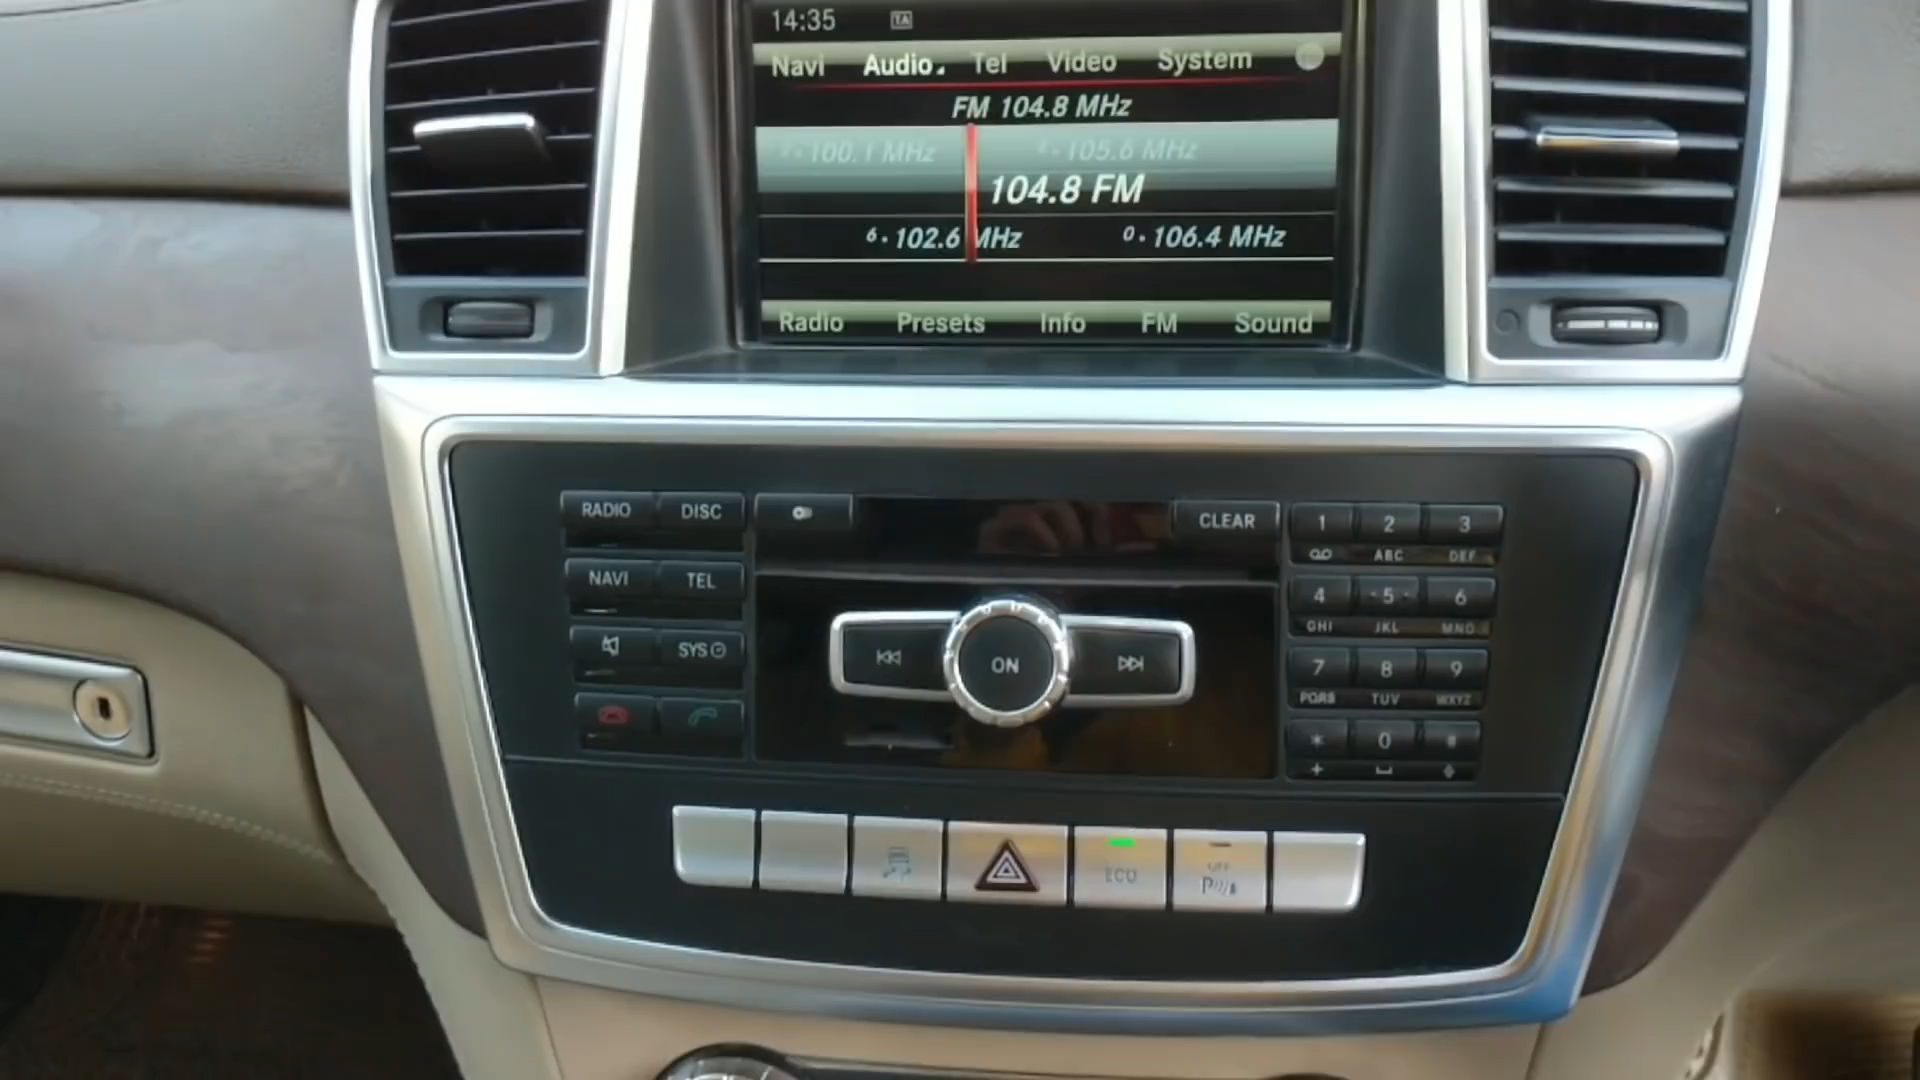 14:35 TA
Navi Audio Tel Video System
FM 104.8 MHz
100.1 MHz 105.6 MHz
104.8 FM
6 • 102.6 MHz 0 • 106.4 MHz
Radio Presets Info FM Sound
RADIO DISC CLEAR 1 2 3
ABC DEF
NAVI TEL 4 5 6
GHI JKL MNO
SYS ON 7 8 9
PQRS TUV WXYZ
* 0 #
+
ECO OFF
P